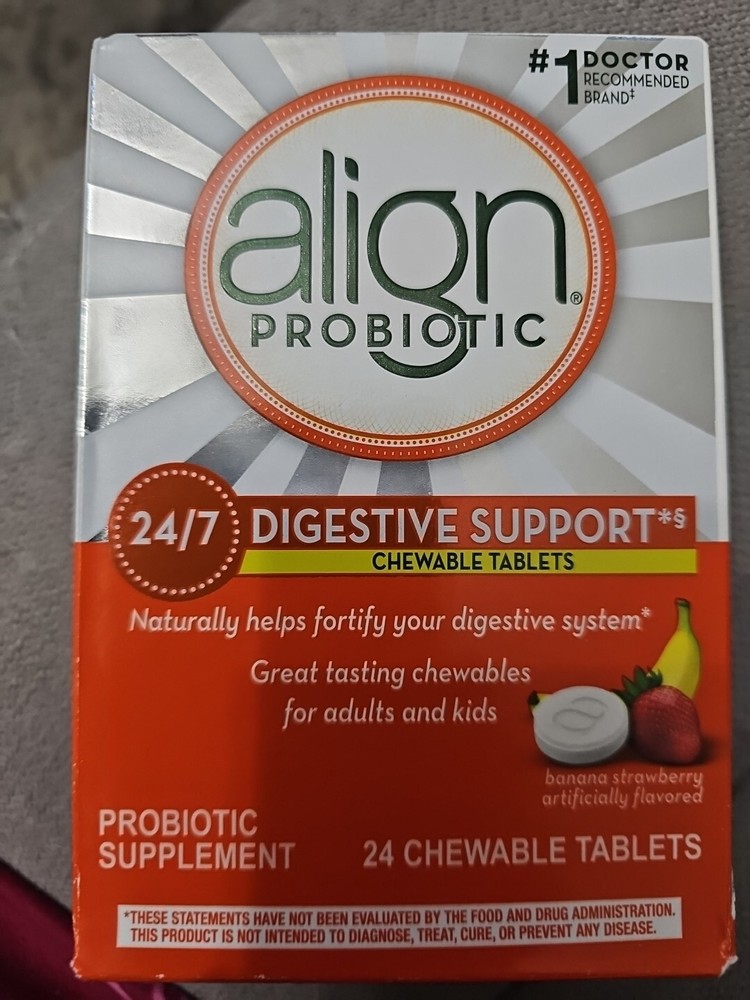 #1 DOCTOR
RECOMMENDED
BRAND‡
align®
PROBIOTIC
24/7 DIGESTIVE SUPPORT*§
CHEWABLE TABLETS
Naturally helps fortify your digestive system*
Great tasting chewables
for adults and kids
banana strawberry
artificially flavored
PROBIOTIC
SUPPLEMENT
24 CHEWABLE TABLETS
*THESE STATEMENTS HAVE NOT BEEN EVALUATED BY THE FOOD AND DRUG ADMINISTRATION.
THIS PRODUCT IS NOT INTENDED TO DIAGNOSE, TREAT, CURE, OR PREVENT ANY DISEASE.